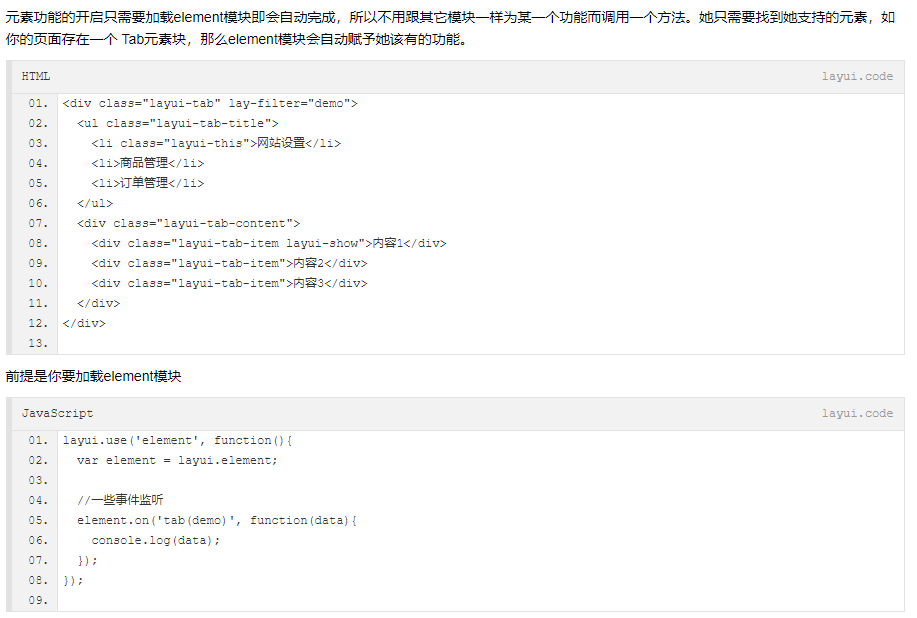 元素功能的开启只需要加载element模块即会自动完成，所以不用跟其它模块一样为某一个功能而调用一个方法。她只需要找到她支持的元素，如
你的页面存在一个 Tab元素块，那么element模块会自动赋予她该有的功能。
HTML layui.code
01. <div class="layui-tab" lay-filter="demo">
02.   <ul class="layui-tab-title">
03.     <li class="layui-this">网站设置</li>
04.     <li>商品管理</li>
05.     <li>订单管理</li>
06.   </ul>
07.   <div class="layui-tab-content">
08.     <div class="layui-tab-item layui-show">内容1</div>
09.     <div class="layui-tab-item">内容2</div>
10.     <div class="layui-tab-item">内容3</div>
11.   </div>
12. </div>
13.
前提是你要加载element模块
JavaScript layui.code
01. layui.use('element', function(){
02.   var element = layui.element;
03.
04.   //一些事件监听
05.   element.on('tab(demo)', function(data){
06.     console.log(data);
07.   });
08. });
09.